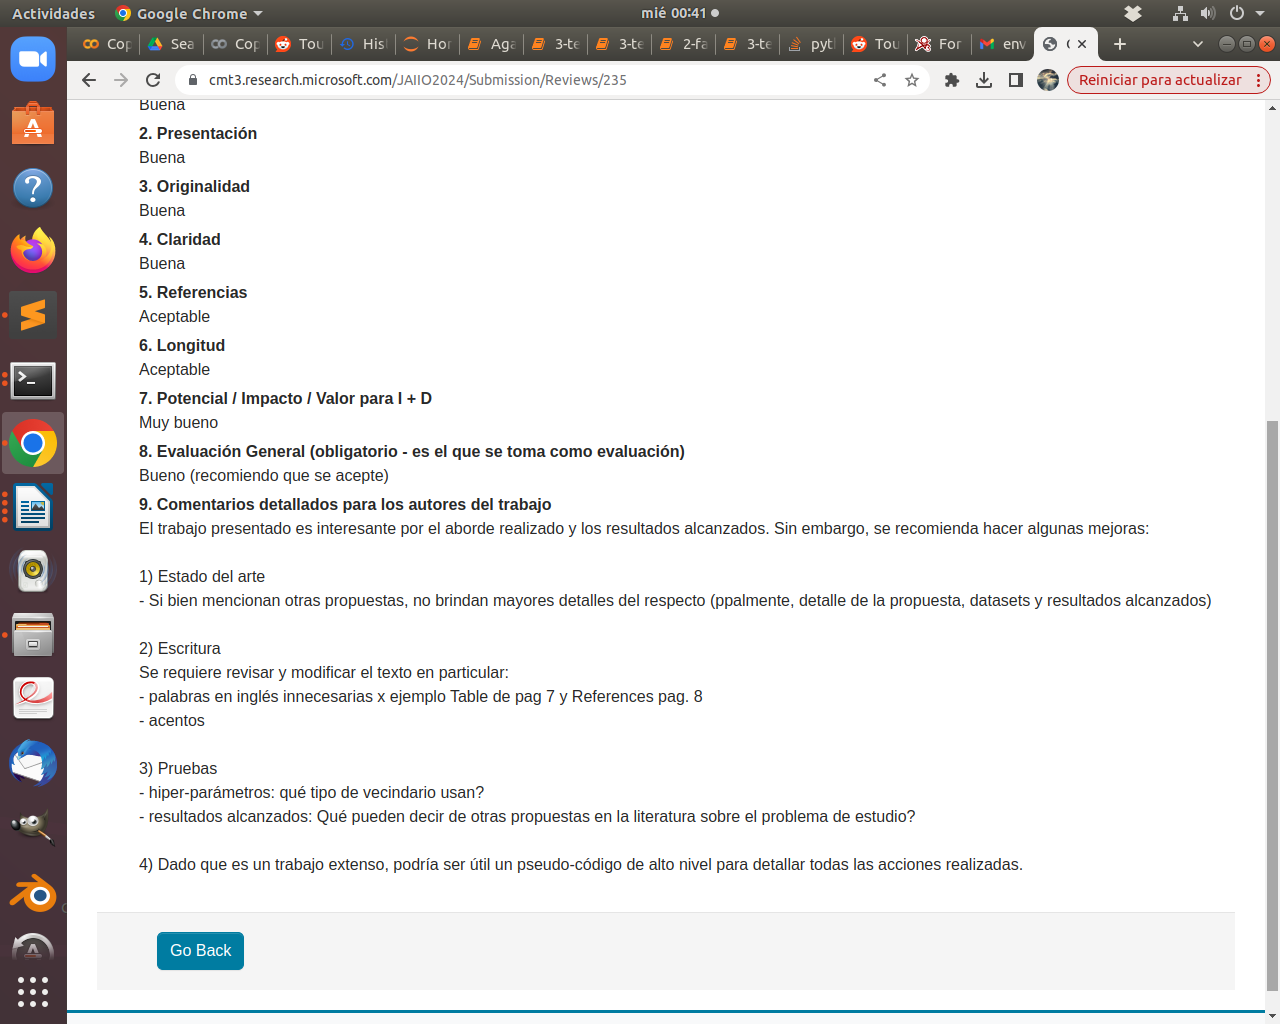 Actividades
Google Chrome
mié 00:41
Cop
Sea
Cop
Tou
His
Hor
Aga
3-te
3-te
2-fa
3-te
pyt
Tou
For
env
cmt3.research.microsoft.com/JAIIO2024/Submission/Reviews/235
Reiniciar para actualizar
Buena
2. Presentación
Buena
3. Originalidad
Buena
4. Claridad
Buena
5. Referencias
Aceptable
6. Longitud
Aceptable
7. Potencial / Impacto / Valor para I + D
Muy bueno
8. Evaluación General (obligatorio - es el que se toma como evaluación)
Bueno (recomiendo que se acepte)
9. Comentarios detallados para los autores del trabajo
El trabajo presentado es interesante por el aborde realizado y los resultados alcanzados. Sin embargo, se recomienda hacer algunas mejoras:
1) Estado del arte
- Si bien mencionan otras propuestas, no brindan mayores detalles del respecto (ppalmente, detalle de la propuesta, datasets y resultados alcanzados)
2) Escritura
Se requiere revisar y modificar el texto en particular:
- palabras en inglés innecesarias x ejemplo Table de pag 7 y References pag. 8
- acentos
3) Pruebas
- hiper-parámetros: qué tipo de vecindario usan?
- resultados alcanzados: Qué pueden decir de otras propuestas en la literatura sobre el problema de estudio?
4) Dado que es un trabajo extenso, podría ser útil un pseudo-código de alto nivel para detallar todas las acciones realizadas.
Go Back